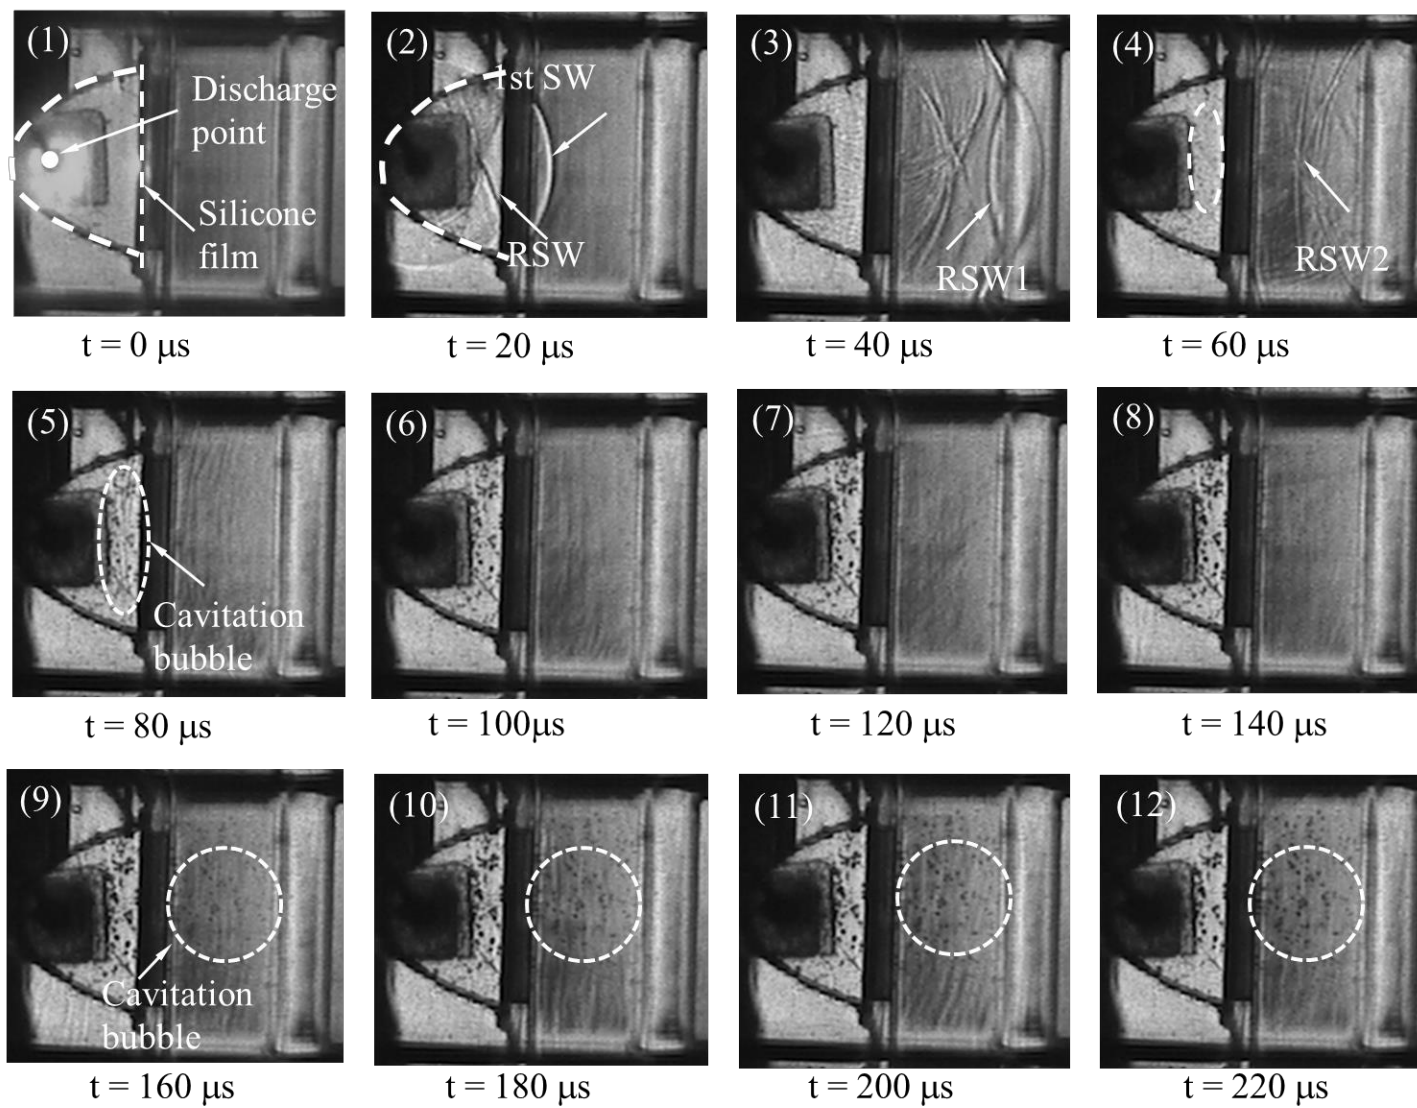 (1)
Discharge
point
Silicone
film
t = 0 μs
(2)
1st SW
RSW
t = 20 μs
(3)
RSW1
t = 40 μs
(4)
RSW2
t = 60 μs
(5)
Cavitation
bubble
t = 80 μs
(6)
t = 100μs
(7)
t = 120 μs
(8)
t = 140 μs
(9)
Cavitation
bubble
t = 160 μs
(10)
t = 180 μs
(11)
t = 200 μs
(12)
t = 220 μs